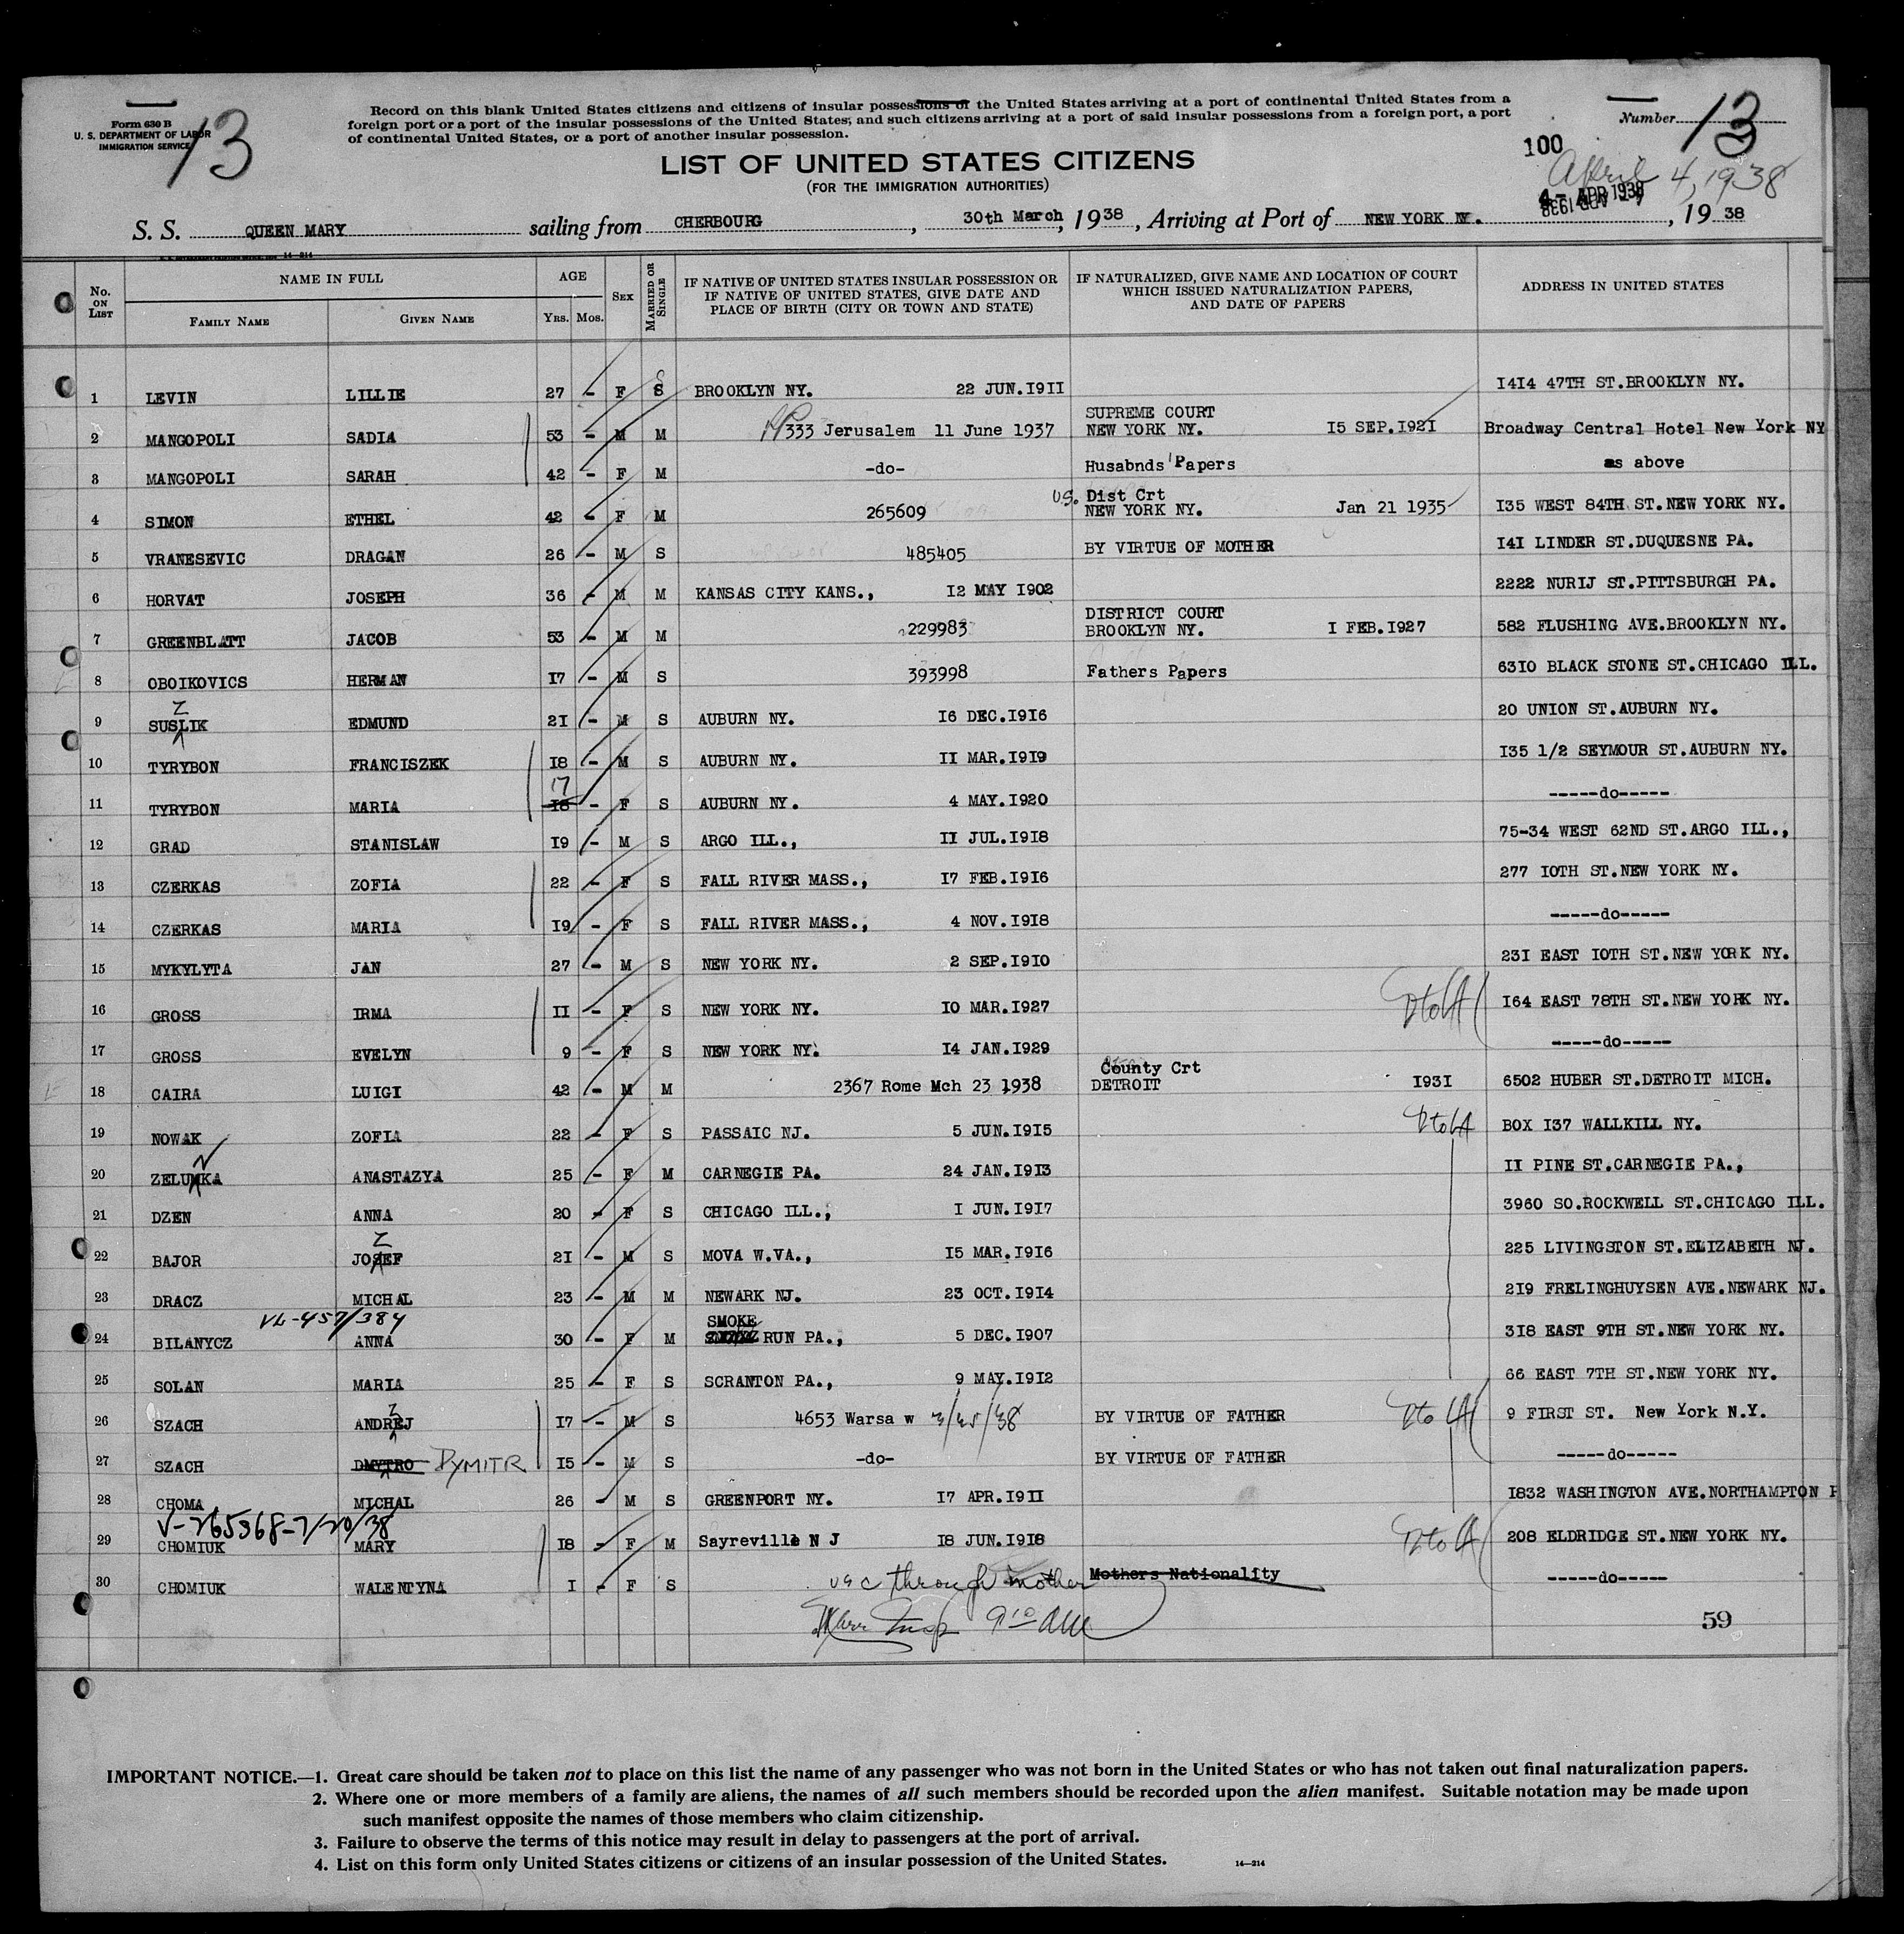 Form 630 B
U. S. DEPARTMENT OF LABOR
IMMIGRATION SERVICE
13
Record on this blank United States citizens and citizens of insular possessions of the United States arriving at a port of continental United States from a
foreign port or a port of the insular possessions of the United States; and such citizens arriving at a port of said insular possessions from a foreign port, a port
of continental United States, or a port of another insular possession.
Number 13
100
LIST OF UNITED STATES CITIZENS
(FOR THE IMMIGRATION AUTHORITIES)
April 4, 1938
4- APR 1938
S. S. QUEEN MARY sailing from CHERBOURG, 30th March, 1938, Arriving at Port of NEW YORK NY., 1938
No. ON LIST
NAME IN FULL
FAMILY NAME GIVEN NAME
AGE
YRS. MOS.
SEX
MARRIED OR SINGLE
IF NATIVE OF UNITED STATES INSULAR POSSESSION OR
IF NATIVE OF UNITED STATES, GIVE DATE AND
PLACE OF BIRTH (CITY OR TOWN AND STATE)
IF NATURALIZED, GIVE NAME AND LOCATION OF COURT
WHICH ISSUED NATURALIZATION PAPERS,
AND DATE OF PAPERS
ADDRESS IN UNITED STATES
1 LEVIN LILLIE 27 - F S BROOKLYN NY. 22 JUN.1911 1414 47TH ST.BROOKLYN NY.
SUPREME COURT
2 MANGOPOLI SADIA 53 - M M 333 Jerusalem 11 June 1937 NEW YORK NY. 15 SEP.1921 Broadway Central Hotel New York NY
3 MANGOPOLI SARAH 42 - F M -do- Husabnds' Papers as above
U.S. Dist Crt
4 SIMON ETHEL 42 - F M 265609 NEW YORK NY. Jan 21 1935 135 WEST 84TH ST.NEW YORK NY.
5 VRANESEVIC DRAGAN 26 - M S 485405 BY VIRTUE OF MOTHER 141 LINDER ST.DUQUESNE PA.
6 HORVAT JOSEPH 36 - M M KANSAS CITY KANS., 12 MAY 1902 2222 NURIJ ST.PITTSBURGH PA.
DISTRICT COURT
7 GREENBLATT JACOB 53 - M M 229983 BROOKLYN NY. 1 FEB.1927 582 FLUSHING AVE.BROOKLYN NY.
8 OBOIKOVICS HERMAN 17 - M S 393998 Fathers Papers 6310 BLACK STONE ST.CHICAGO ILL.
Z
9 SUSLIK EDMUND 21 - M S AUBURN NY. 16 DEC.1916 20 UNION ST.AUBURN NY.
10 TYRYBON FRANCISZEK 18 - M S AUBURN NY. 11 MAR.1919 135 1/2 SEYMOUR ST.AUBURN NY.
17
11 TYRYBON MARIA 18 - F S AUBURN NY. 4 MAY.1920 -----do-----
12 GRAD STANISLAW 19 - M S ARGO ILL., 11 JUL.1918 75-34 WEST 62ND ST.ARGO ILL.,
13 CZERKAS ZOFIA 22 - F S FALL RIVER MASS., 17 FEB.1916 277 10TH ST.NEW YORK NY.
14 CZERKAS MARIA 19 - F S FALL RIVER MASS., 4 NOV.1918 -----do-----
15 MYKYLYTA JAN 27 - M S NEW YORK NY. 2 SEP.1910 231 EAST 10TH ST.NEW YORK NY.
16 GROSS IRMA 11 - F S NEW YORK NY. 10 MAR.1927 164 EAST 78TH ST.NEW YORK NY.
17 GROSS EVELYN 9 - F S NEW YORK NY. 14 JAN.1929 -----do-----
County Crt
18 CAIRA LUIGI 42 - M M 2367 Rome Mch 23 1938 DETROIT 1931 6502 HUBER ST.DETROIT MICH.
19 NOWAK ZOFIA 22 - F S PASSAIC NJ. 5 JUN.1915 BOX 137 WALLKILL NY.
N
20 ZELUMKA ANASTAZYA 25 - F M CARNEGIE PA. 24 JAN.1913 11 PINE ST.CARNEGIE PA.,
21 DZEN ANNA 20 - F S CHICAGO ILL., 1 JUN.1917 3960 SO.ROCKWELL ST.CHICAGO ILL.
Z
22 BAJOR JOSEF 21 - M S MOVA W.VA., 15 MAR.1916 225 LIVINGSTON ST.ELIZABETH NJ.
23 DRACZ MICHAL 23 - M M NEWARK NJ. 23 OCT.1914 219 FRELINGHUYSEN AVE.NEWARK NJ.
VL-457/384 SMOKE
24 BILANYCZ ANNA 30 - F M RUN PA., 5 DEC.1907 318 EAST 9TH ST.NEW YORK NY.
25 SOLAN MARIA 25 - F S SCRANTON PA., 9 MAY.1912 66 EAST 7TH ST.NEW YORK NY.
Z
26 SZACH ANDREJ 17 - M S 4653 Warsa w 3/25/38 BY VIRTUE OF FATHER 9 FIRST ST. New York N.Y.
27 SZACH DMYTRO DYMITR 15 - M S -do- BY VIRTUE OF FATHER -----do-----
28 CHOMA MICHAL 26 - M S GREENPORT NY. 17 APR.1911 1832 WASHINGTON AVE.NORTHAMPTON P
V-265368-7/20/38
29 CHOMIUK MARY 18 - F M Sayreville N J 18 JUN.1918 208 ELDRIDGE ST.NEW YORK NY.
30 CHOMIUK WALENTYNA 1 - F S usc through mother Mothers Nationality -----do-----
59
IMPORTANT NOTICE.—1. Great care should be taken not to place on this list the name of any passenger who was not born in the United States or who has not taken out final naturalization papers.
2. Where one or more members of a family are aliens, the names of all such members should be recorded upon the alien manifest. Suitable notation may be made upon
such manifest opposite the names of those members who claim citizenship.
3. Failure to observe the terms of this notice may result in delay to passengers at the port of arrival.
4. List on this form only United States citizens or citizens of an insular possession of the United States.
14—214